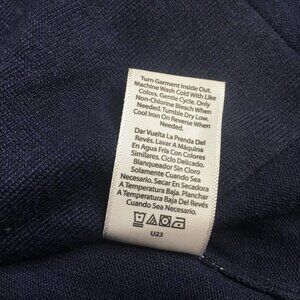 Turn Garment Inside Out.
Machine Wash Cold With Like
Colors. Gentle Cycle. Only
Non-Chlorine Bleach When
Needed. Tumble Dry Low.
Cool Iron On Reverse When
Needed.
Dar Vuelta La Prenda Del
Revés. Lavar A Máquina
En Agua Fría Con Colores
Similares. Ciclo Delicado.
Blanqueador Sin Cloro
Solamente Cuando Sea
Necesario. Secar En Secadora
A Temperatura Baja. Planchar
A Temperatura Baja Del Revés
Cuando Sea Necesario.
U23